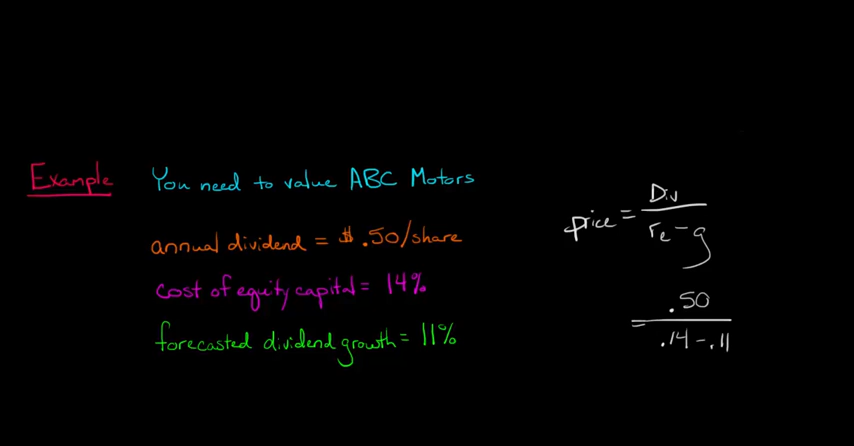 Example You need to value ABC Motors
annual dividend = $.50/share
cost of equity capital = 14%
forecasted dividend growth = 11%
price = Div / re - g
= .50 / .14 - .11